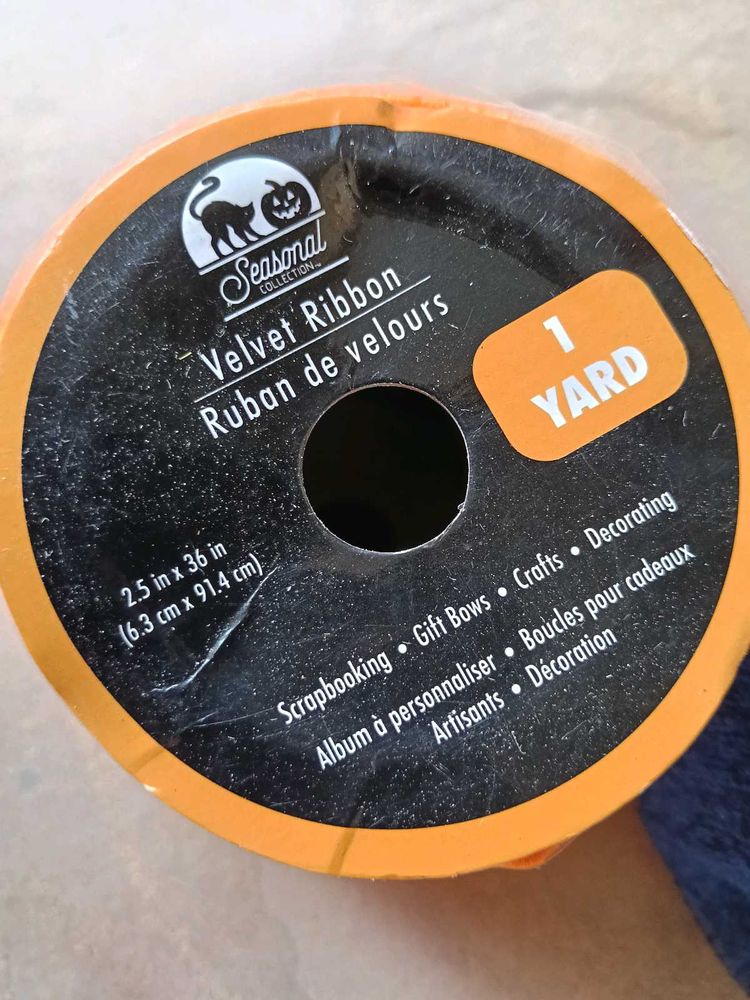 Seasonal
COLLECTION™
Velvet Ribbon
Ruban de velours
1
YARD
2.5 in x 36 in
(6.3 cm x 91.4 cm)
Scrapbooking • Gift Bows • Crafts • Decorating
Album à personnaliser • Boucles pour cadeaux
Artisants • Décoration